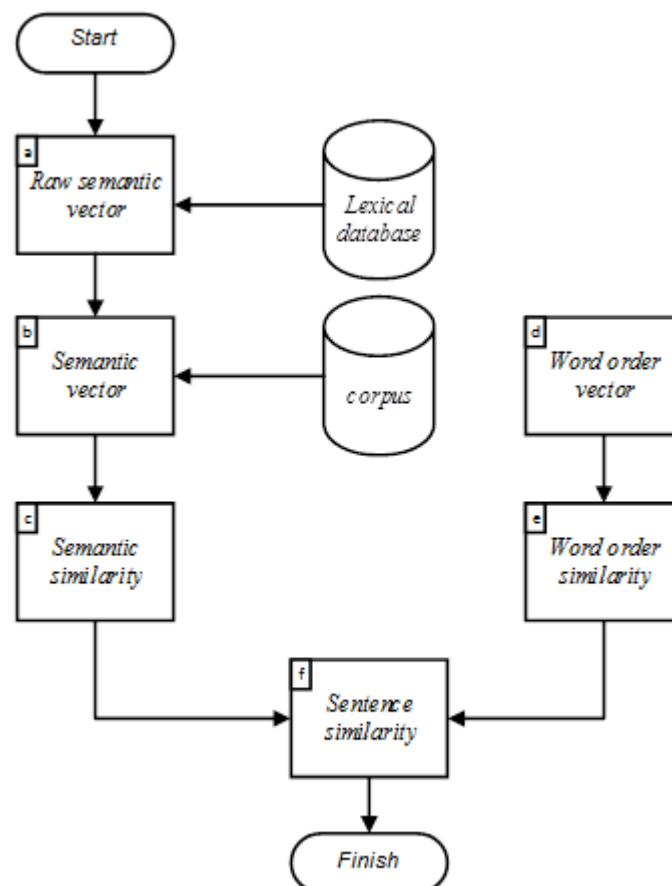 Start
a
Raw semantic
vector
Lexical
database
b
Semantic
vector
corpus
d
Word order
vector
c
Semantic
similarity
e
Word order
similarity
f
Sentence
similarity
Finish